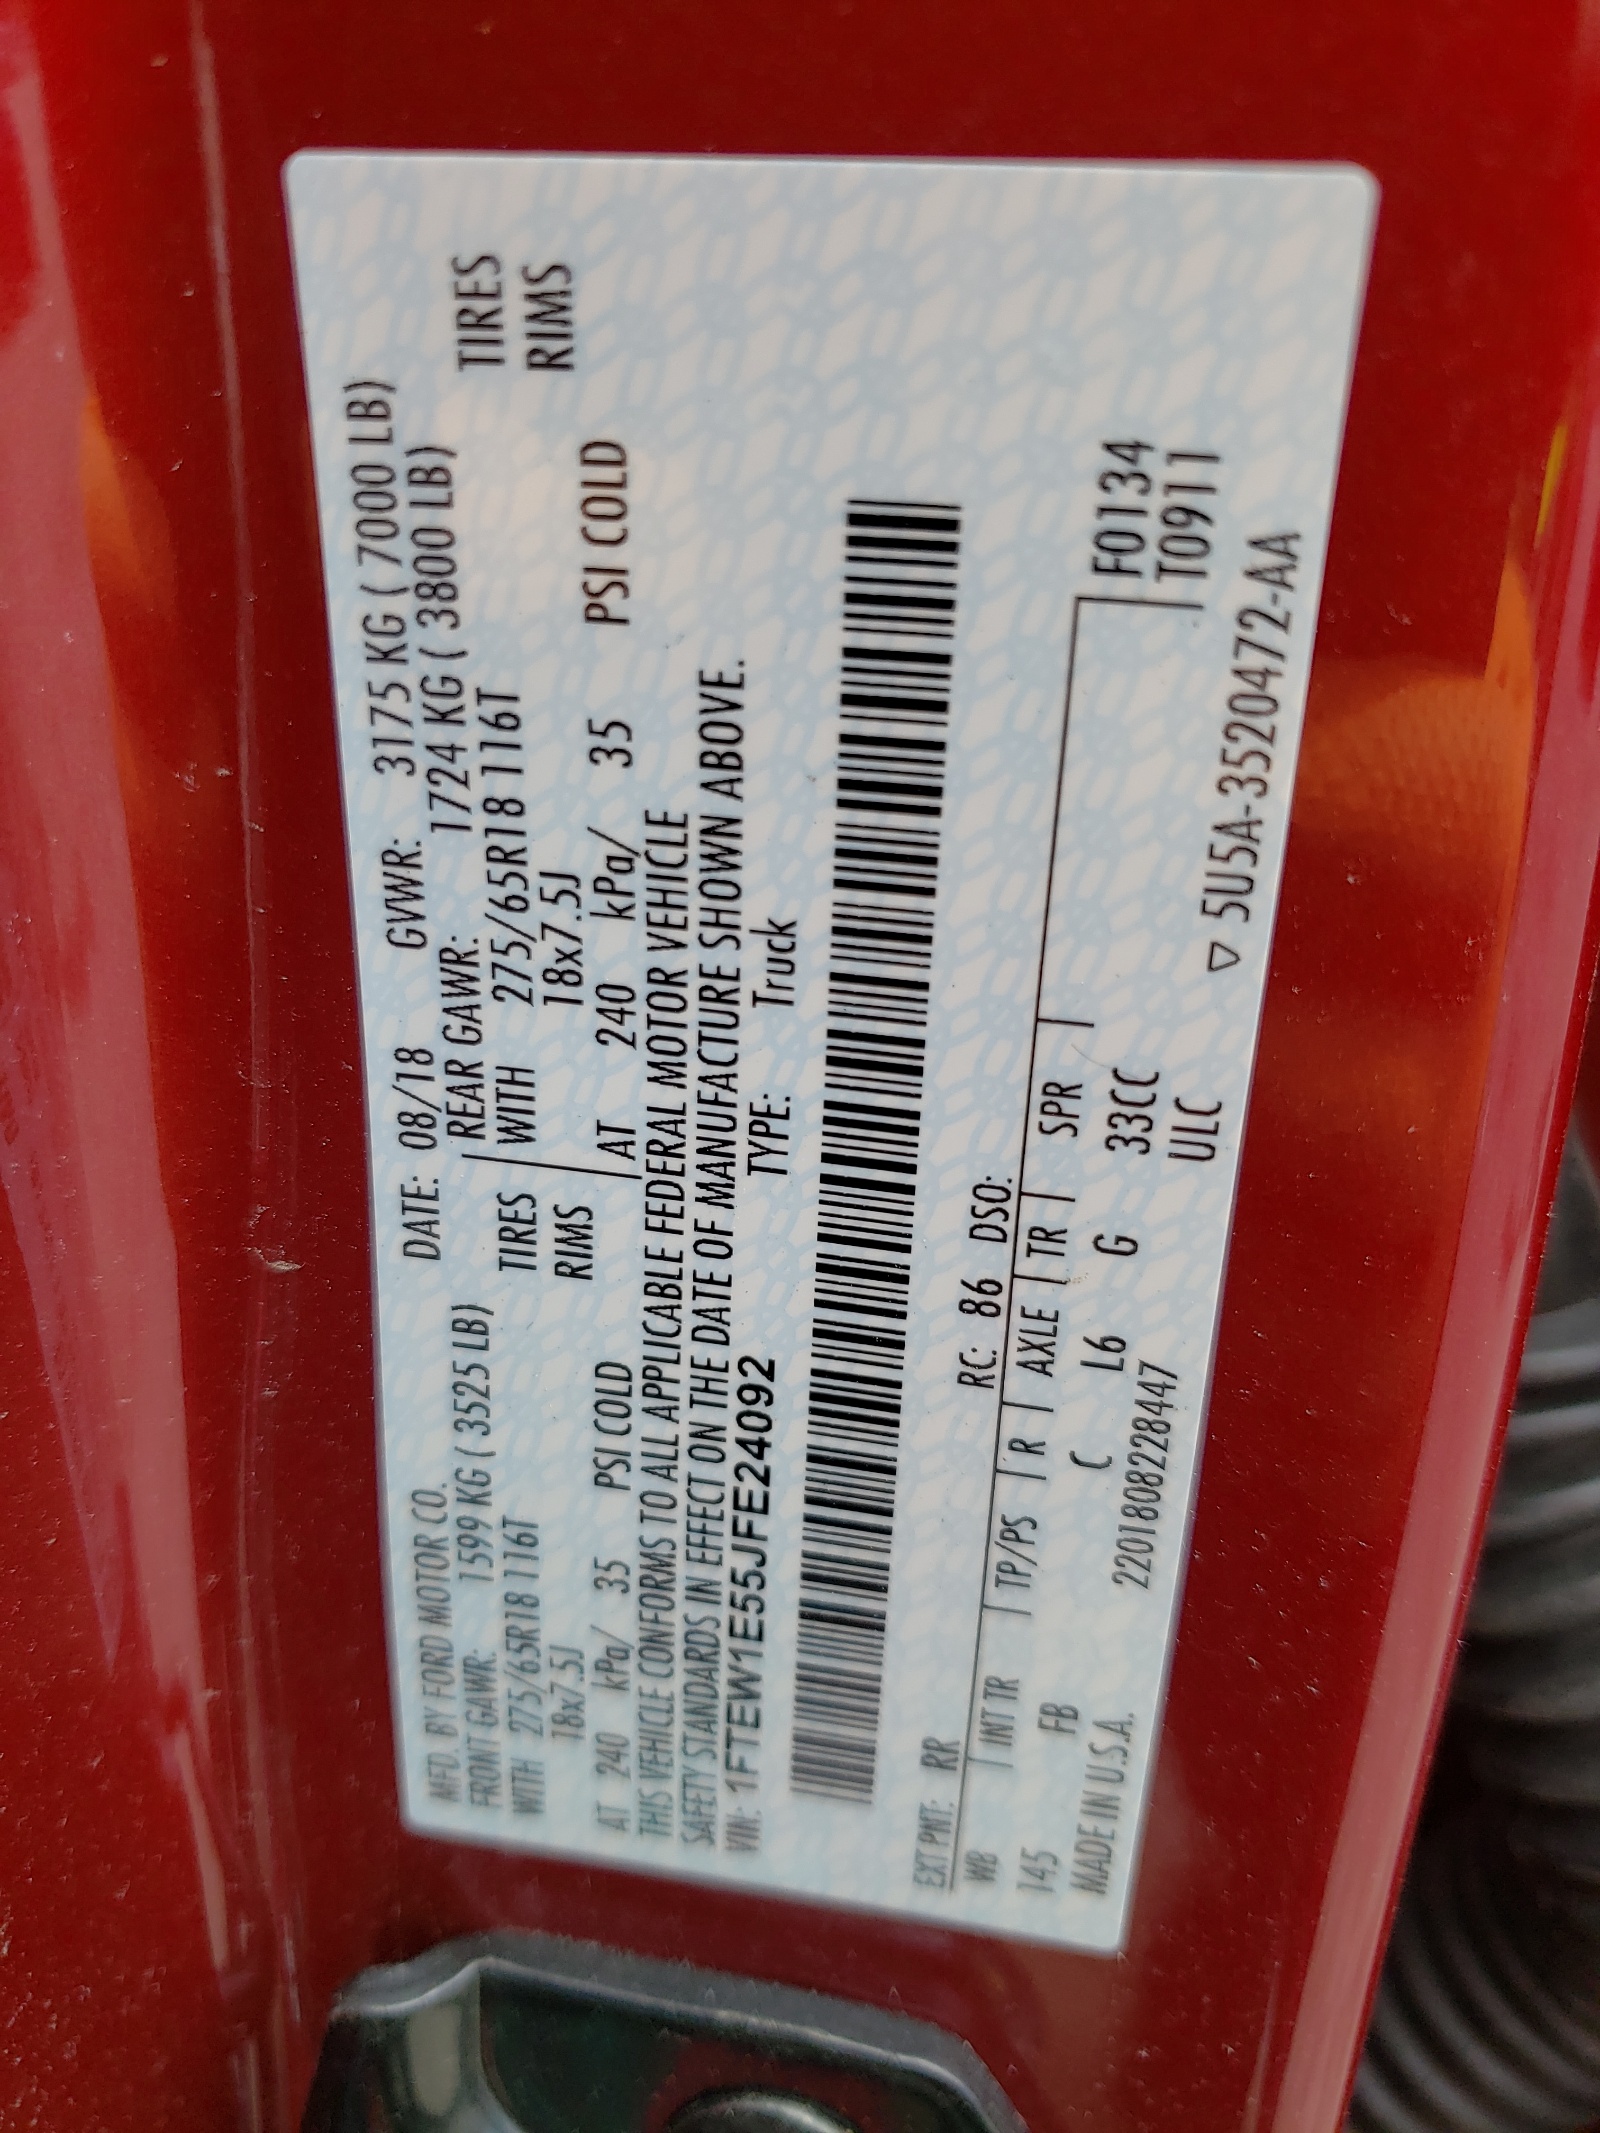 MFD. BY FORD MOTOR CO.
DATE: 08/18 GVWR: 3175 KG ( 7000 LB)
FRONT GAWR: 1599 KG ( 3525 LB) REAR GAWR: 1724 KG ( 3800 LB)
WITH 275/65R18 116T TIRES WITH 275/65R18 116T TIRES
18x7.5J RIMS 18x7.5J RIMS
AT 240 kPa/ 35 PSI COLD AT 240 kPa/ 35 PSI COLD
THIS VEHICLE CONFORMS TO ALL APPLICABLE FEDERAL MOTOR VEHICLE
SAFETY STANDARDS IN EFFECT ON THE DATE OF MANUFACTURE SHOWN ABOVE.
VIN: 1FTEW1E55JFE24092 TYPE: Truck
EXT PNT: RR RC: 86 DSO:
WB INT TR TP/PS R AXLE TR SPR F0134
145 FB C L6 G 33CC T0911
MADE IN U.S.A. 2201808228447 ULC
▽ 5U5A-3520472-AA